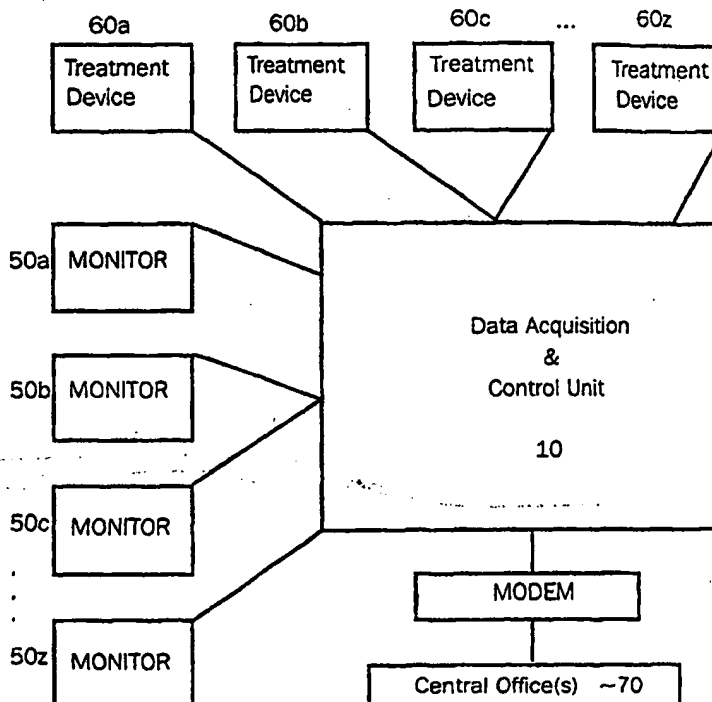 60a 60b 60c ... 60z
Treatment
Device
Treatment
Device
Treatment
Device
Treatment
Device
50a MONITOR
50b MONITOR
50c MONITOR
50z MONITOR
Data Acquisition
&
Control Unit
10
MODEM
Central Office(s) ~70